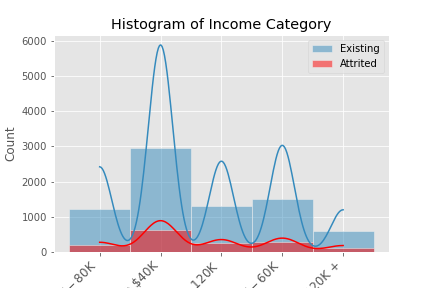 Histogram of Income Category
Existing
Attrited
6000
5000
4000
3000
2000
1000
0
Count
– 80K
$40K
120K
– 60K
20K +